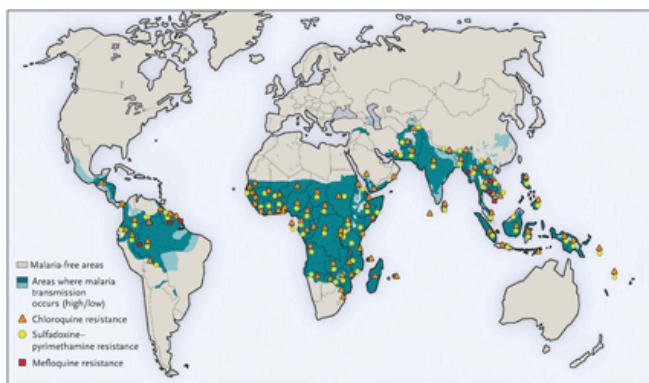 Malaria-free areas
Areas where malaria
transmission
occurs (high/low)
Chloroquine resistance
Sulfadoxine–
pyrimethamine resistance
Mefloquine resistance